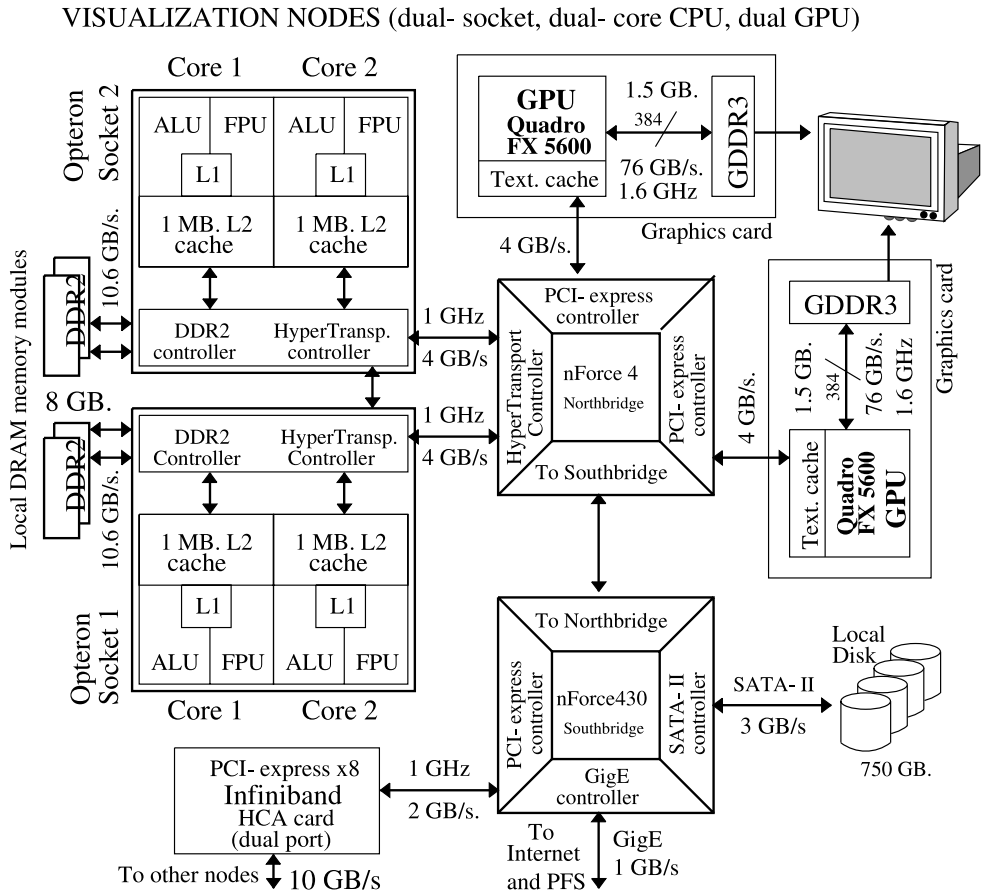 VISUALIZATION NODES (dual- socket, dual- core CPU, dual GPU)
Core 1
Core 2
Opteron
Socket 2
ALU
FPU
ALU
FPU
L1
L1
1 MB. L2
cache
1 MB. L2
cache
DDR2
controller
HyperTransp.
controller
10.6 GB/s.
DDR2
Local DRAM memory modules
8 GB.
DDR2
10.6 GB/s.
DDR2
Controller
HyperTransp.
Controller
1 MB. L2
cache
1 MB. L2
cache
L1
L1
ALU
FPU
ALU
FPU
Opteron
Socket 1
Core 1
Core 2
1 GHz
4 GB/s
1 GHz
4 GB/s
GPU
Quadro
FX 5600
Text. cache
1.5 GB.
384
76 GB/s.
1.6 GHz
GDDR3
Graphics card
4 GB/s.
PCI- express
controller
HyperTransport
Controller
nForce 4
Northbridge
PCI- express
controller
To Southbridge
4 GB/s.
Graphics card
GDDR3
1.5 GB.
384
76 GB/s.
1.6 GHz
Text. cache
Quadro
FX 5600
GPU
To Northbridge
PCI- express
controller
nForce430
Southbridge
SATA- II
controller
GigE
controller
SATA- II
3 GB/s
Local
Disk
750 GB.
PCI- express x8
Infiniband
HCA card
(dual port)
1 GHz
2 GB/s.
To other nodes
10 GB/s
To
Internet
and PFS
GigE
1 GB/s